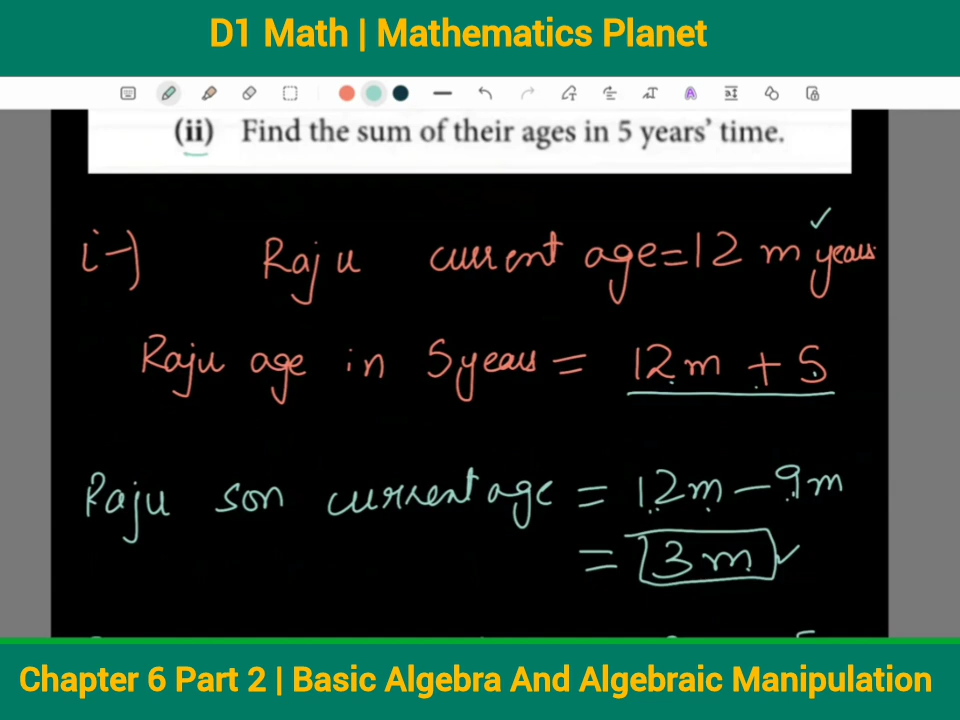 D1 Math | Mathematics Planet
(ii) Find the sum of their ages in 5 years' time.
i-) Raju current age=12 m years
Raju age in 5 years = 12m + 5
Raju son current age = 12m - 9m
= 3m
Chapter 6 Part 2 | Basic Algebra And Algebraic Manipulation